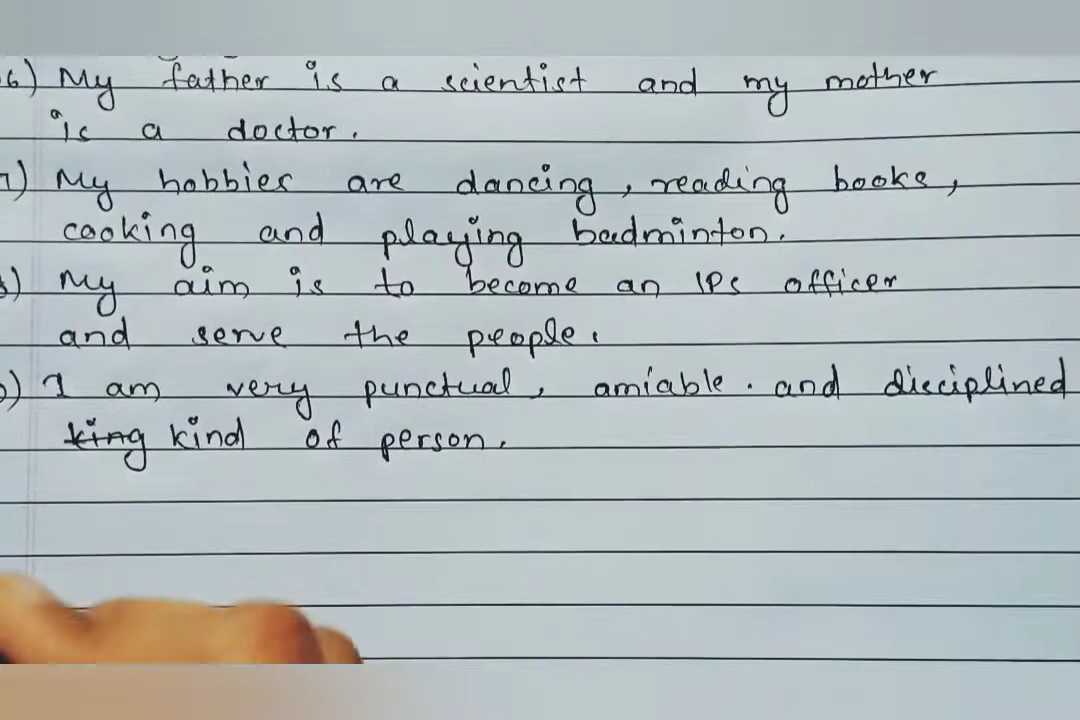 6) My father is a scientist and my mother
is a doctor.
7) My hobbies are dancing, reading books,
cooking and playing badminton.
8) My aim is to become an IPS officer
and serve the people.
9) I am very punctual, amiable. and disciplined
king kind of person.